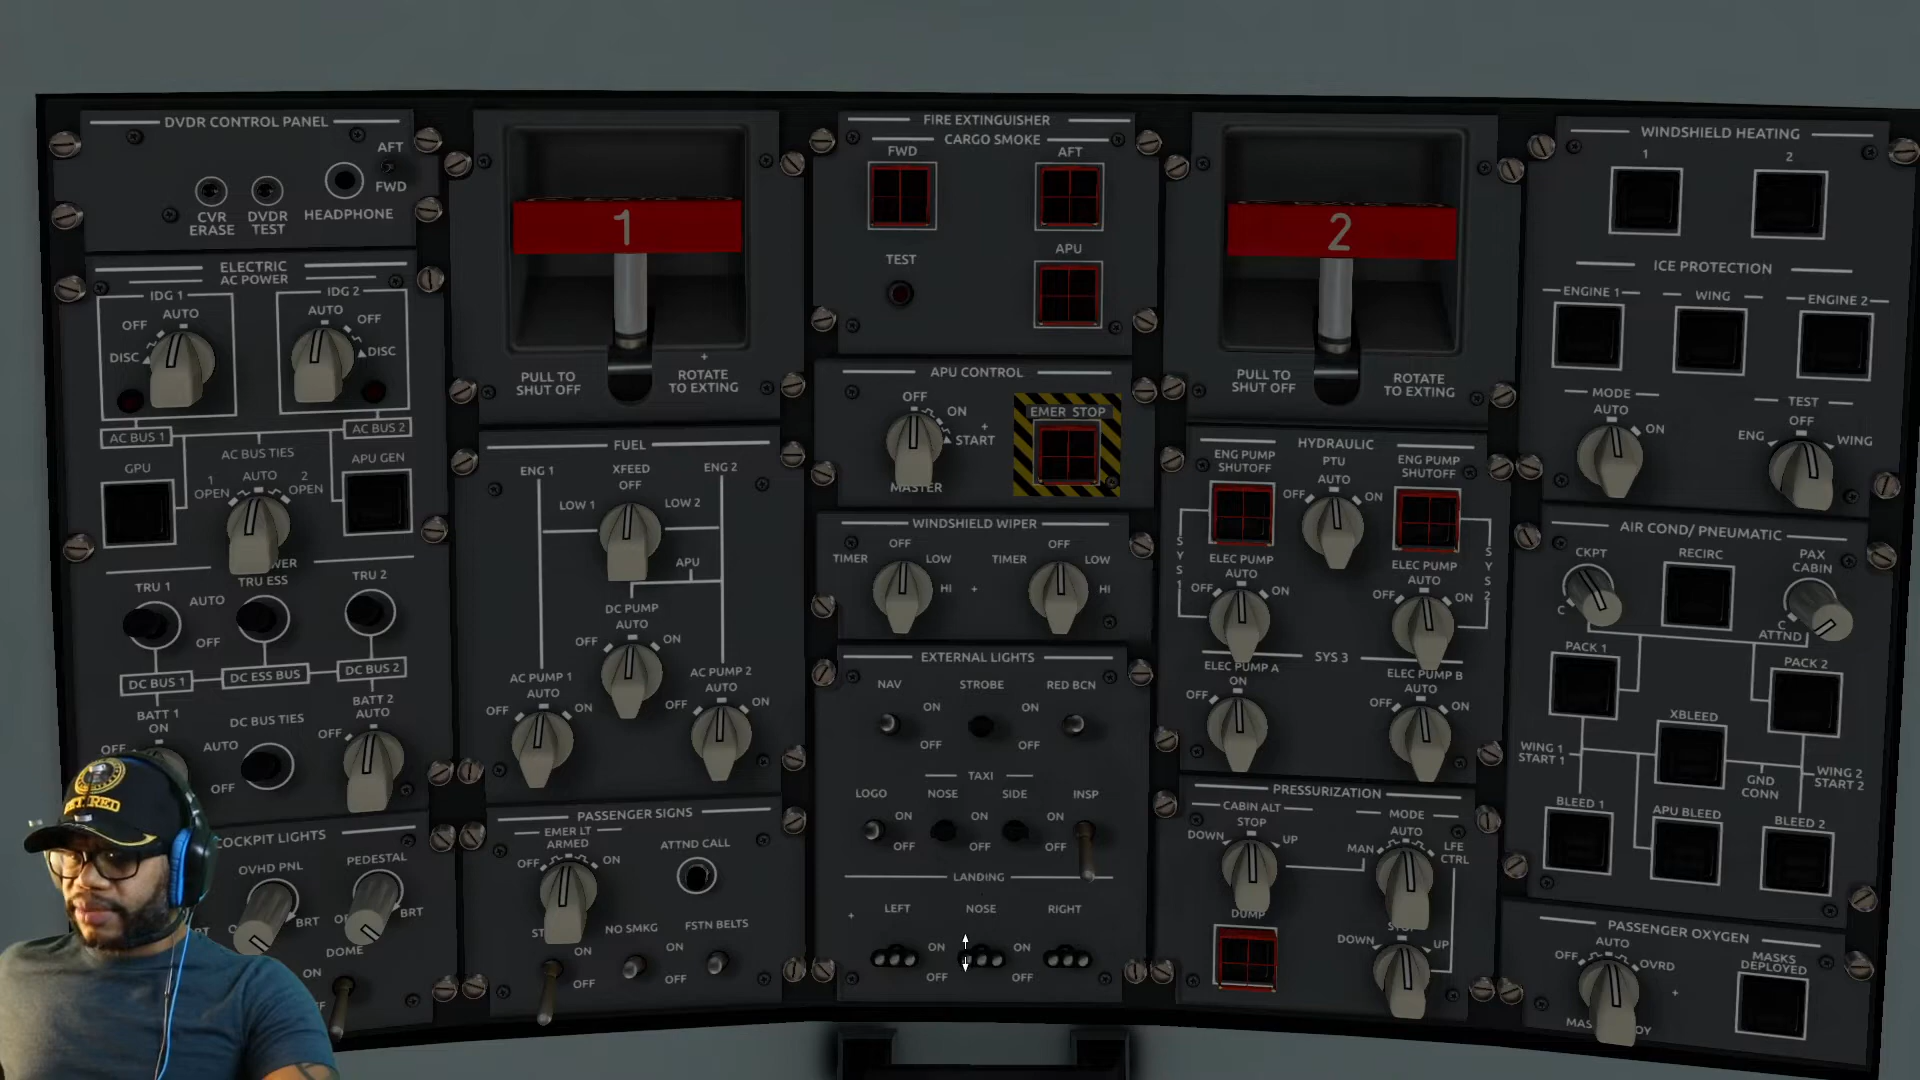 DVDR CONTROL PANEL
AFT
FWD
CVR
ERASE
DVDR
TEST
HEADPHONE
ELECTRIC
AC POWER
IDG 1
AUTO
OFF
DISC
IDG 2
AUTO
OFF
DISC
AC BUS 1
AC BUS 2
GPU
AC BUS TIES
1
OPEN
AUTO
2
OPEN
APU GEN
TRU 1
AUTO
OFF
TRU ESS
TRU 2
DC BUS 1
DC ESS BUS
DC BUS 2
BATT 1
ON
OFF
DC BUS TIES
AUTO
OFF
BATT 2
AUTO
OFF
COCKPIT LIGHTS
OVHD PNL
BRT
PEDESTAL
BRT
DOME
ON
RETIRED
1
PULL TO
SHUT OFF
ROTATE
TO EXTING
FUEL
ENG 1
XFEED
OFF
ENG 2
LOW 1
LOW 2
APU
DC PUMP
AUTO
OFF
ON
AC PUMP 1
AUTO
OFF
ON
AC PUMP 2
AUTO
OFF
ON
PASSENGER SIGNS
EMER LT
ARMED
OFF
ON
ATTND CALL
ON
OFF
NO SMKG
ON
OFF
FSTN BELTS
FIRE EXTINGUISHER
CARGO SMOKE
FWD
AFT
TEST
APU
APU CONTROL
OFF
ON
START
MASTER
EMER STOP
WINDSHIELD WIPER
TIMER
OFF
LOW
HI
TIMER
OFF
LOW
HI
EXTERNAL LIGHTS
NAV
ON
OFF
STROBE
ON
OFF
RED BCN
TAXI
LOGO
ON
OFF
NOSE
ON
OFF
SIDE
ON
OFF
INSP
LANDING
LEFT
NOSE
RIGHT
ON
OFF
ON
OFF
2
PULL TO
SHUT OFF
ROTATE
TO EXTING
HYDRAULIC
ENG PUMP
SHUTOFF
PTU
AUTO
OFF
ON
ENG PUMP
SHUTOFF
SYS 1
ELEC PUMP
AUTO
OFF
ON
ELEC PUMP
AUTO
OFF
ON
SYS 2
SYS 3
ELEC PUMP A
ON
OFF
ELEC PUMP B
AUTO
OFF
ON
PRESSURIZATION
CABIN ALT
STOP
DOWN
UP
MODE
AUTO
MAN
LFE
CTRL
DUMP
DOWN
UP
WINDSHIELD HEATING
1
2
ICE PROTECTION
ENGINE 1
WING
ENGINE 2
MODE
AUTO
ON
TEST
OFF
ENG
WING
AIR COND/ PNEUMATIC
CKPT
C
RECIRC
PAX
CABIN
C
ATTND
PACK 1
PACK 2
XBLEED
WING 1
START 1
GND
CONN
WING 2
START 2
BLEED 1
APU BLEED
BLEED 2
PASSENGER OXYGEN
AUTO
OFF
OVRD
MASKS
DEPLOYED